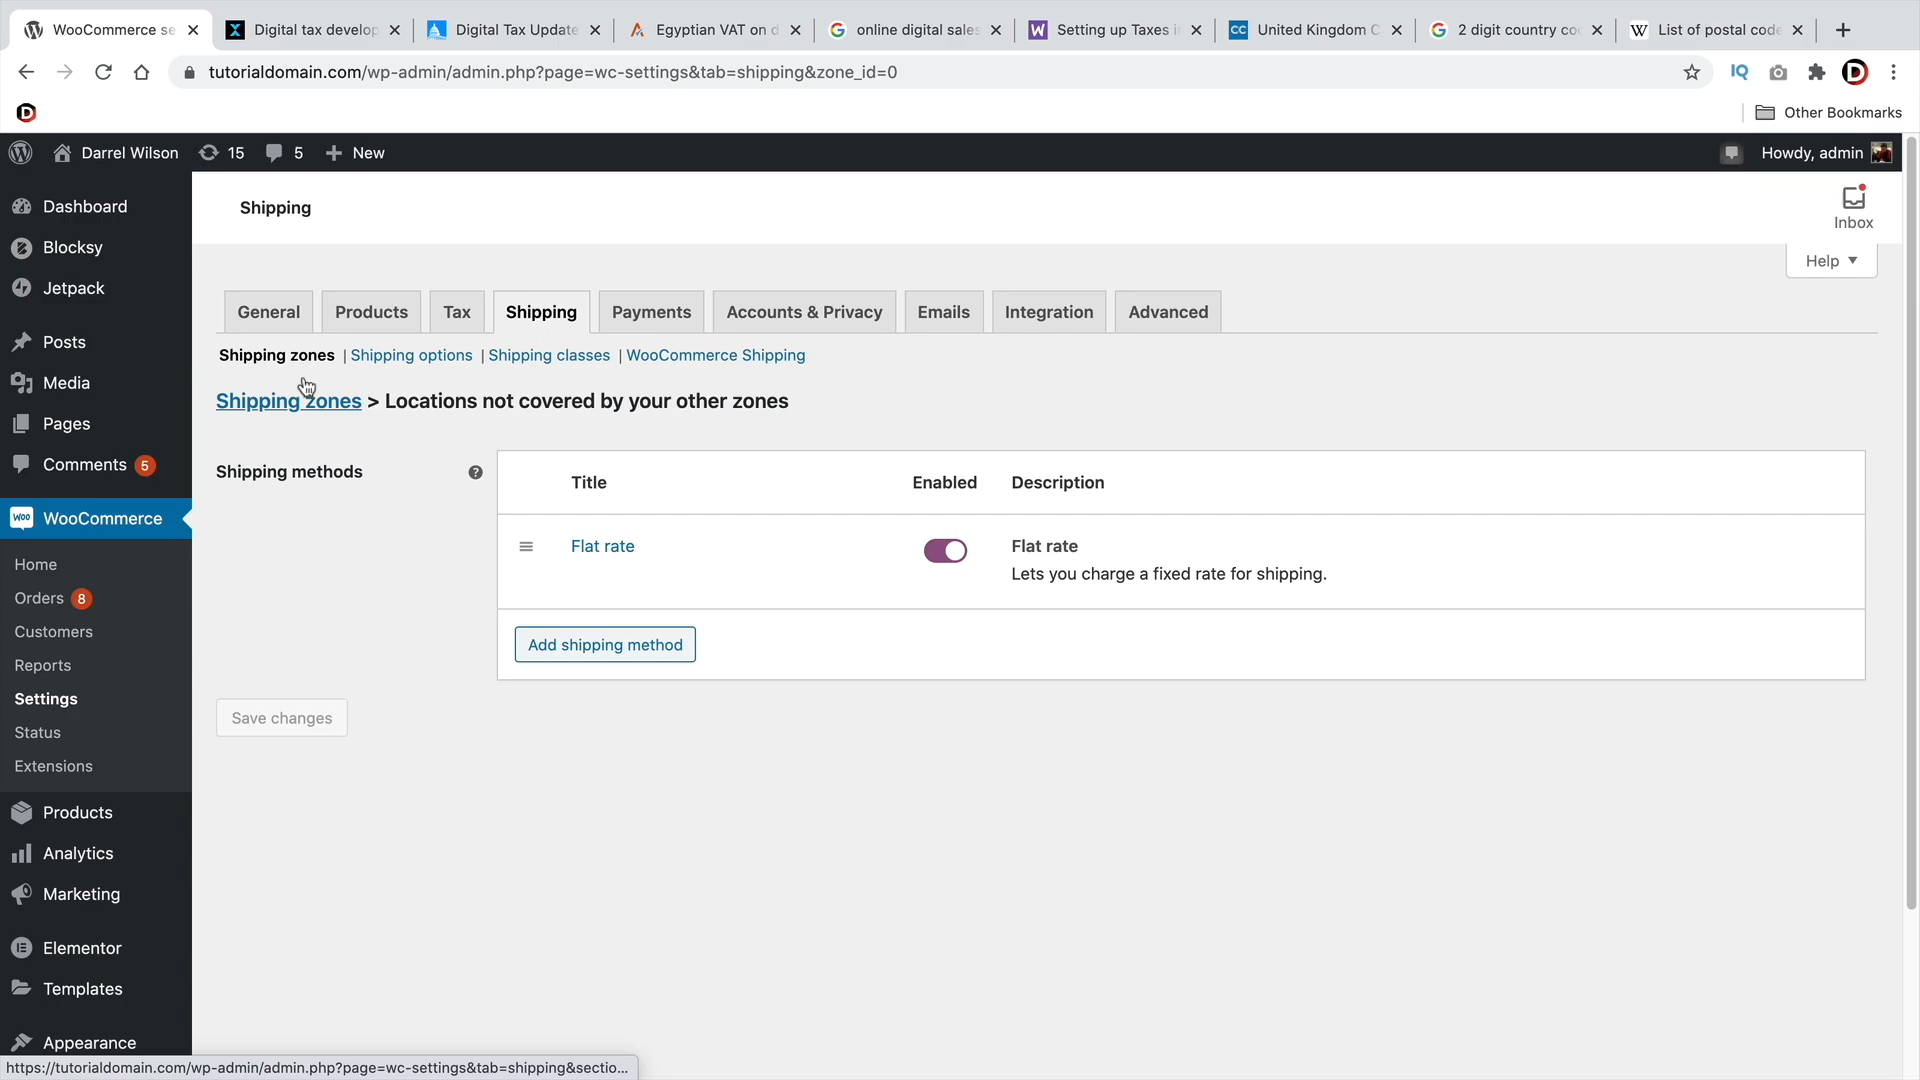 WooCommerce se
Digital tax develop
Digital Tax Update
Egyptian VAT on d
online digital sales
Setting up Taxes i
CC United Kingdom C
2 digit country co
W List of postal code
tutorialdomain.com/wp-admin/admin.php?page=wc-settings&tab=shipping&zone_id=0
IQ
Other Bookmarks
Darrel Wilson 15 5 New
Howdy, admin
Dashboard
Blocksy
Jetpack
Posts
Media
Pages
Comments 5
Woo WooCommerce
Home
Orders 8
Customers
Reports
Settings
Status
Extensions
Products
Analytics
Marketing
Elementor
Templates
Appearance
Shipping
Inbox
Help
General Products Tax Shipping Payments Accounts & Privacy Emails Integration Advanced
Shipping zones | Shipping options | Shipping classes | WooCommerce Shipping
Shipping zones > Locations not covered by your other zones
Shipping methods ?
Title Enabled Description
Flat rate Flat rate
Lets you charge a fixed rate for shipping.
Add shipping method
Save changes
https://tutorialdomain.com/wp-admin/admin.php?page=wc-settings&tab=shipping&sectio...